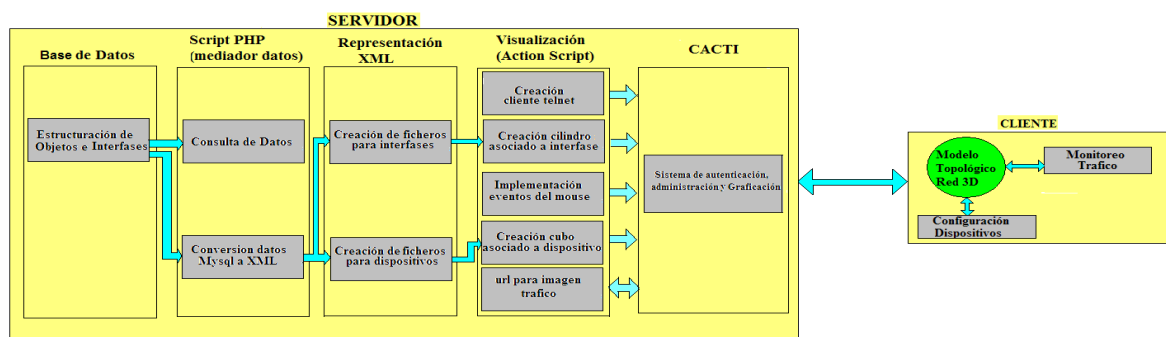 SERVIDOR
Base de Datos
Script PHP
(mediador datos)
Representación
XML
Visualización
(Action Script)
CACTI
Estructuración de
Objetos e Interfases
Consulta de Datos
Conversion datos
Mysql a XML
Creación de ficheros
para interfases
Creación de ficheros
para dispositivos
Creación
cliente telnet
Creación cilindro
asociado a interfase
Implementación
eventos del mouse
Creación cubo
asociado a dispositivo
url para imagen
trafico
Sistema de autenticación,
administración y Graficación
CLIENTE
Modelo
Topológico
Red 3D
Monitoreo
Trafico
Configuración
Dispositivos